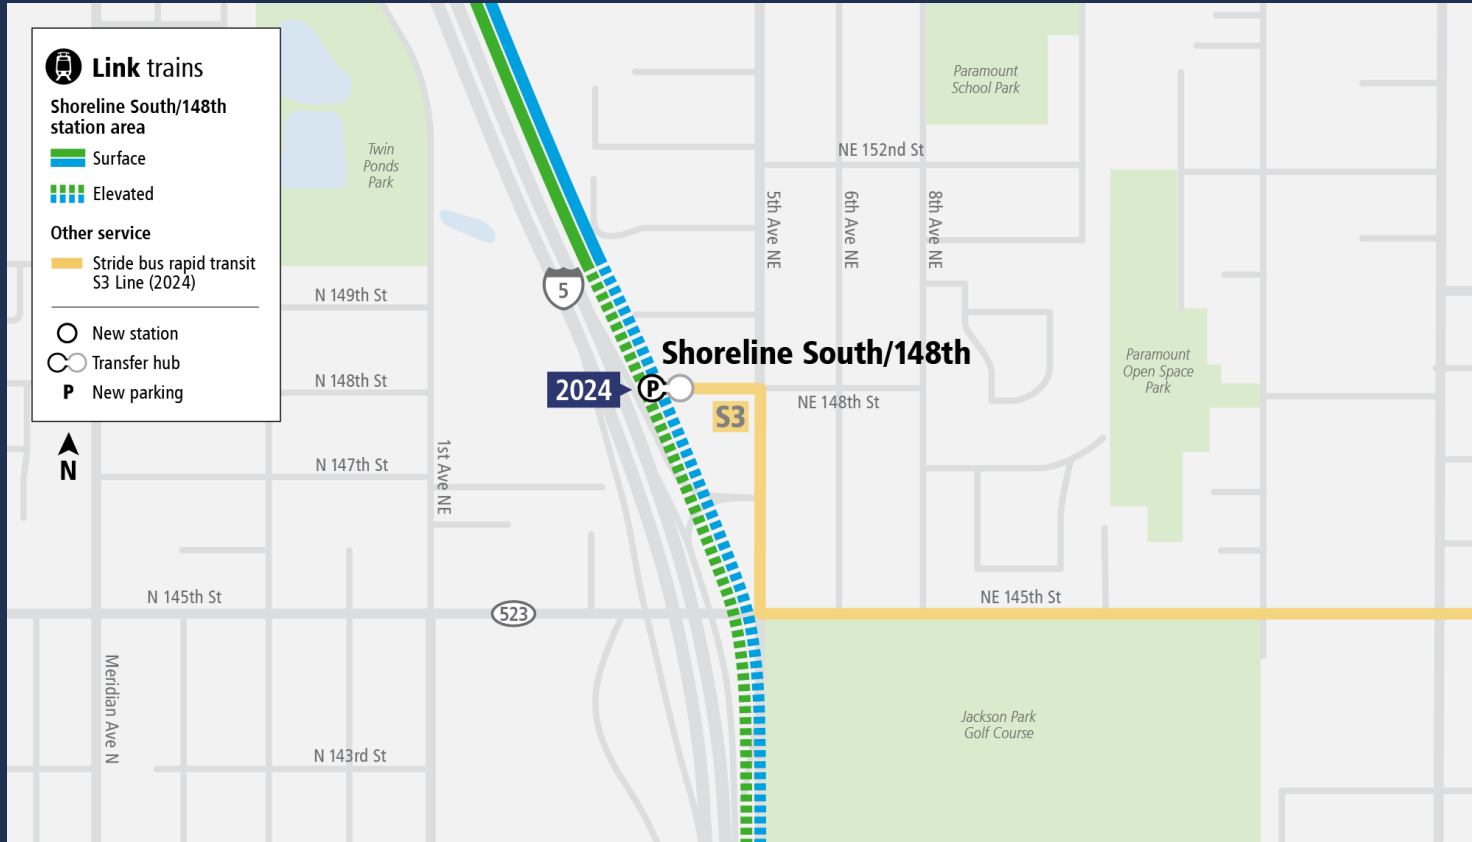 Link trains
Shoreline South/148th
station area
Surface
Elevated
Other service
Stride bus rapid transit
S3 Line (2024)
New station
Transfer hub
P New parking
N
Twin
Ponds
Park
Paramount
School Park
NE 152nd St
5th Ave NE
6th Ave NE
8th Ave NE
5
N 149th St
Shoreline South/148th
Paramount
Open Space
Park
N 148th St
2024
P
NE 148th St
S3
N 147th St
1st Ave NE
N 145th St
523
NE 145th St
Meridian Ave N
Jackson Park
Golf Course
N 143rd St